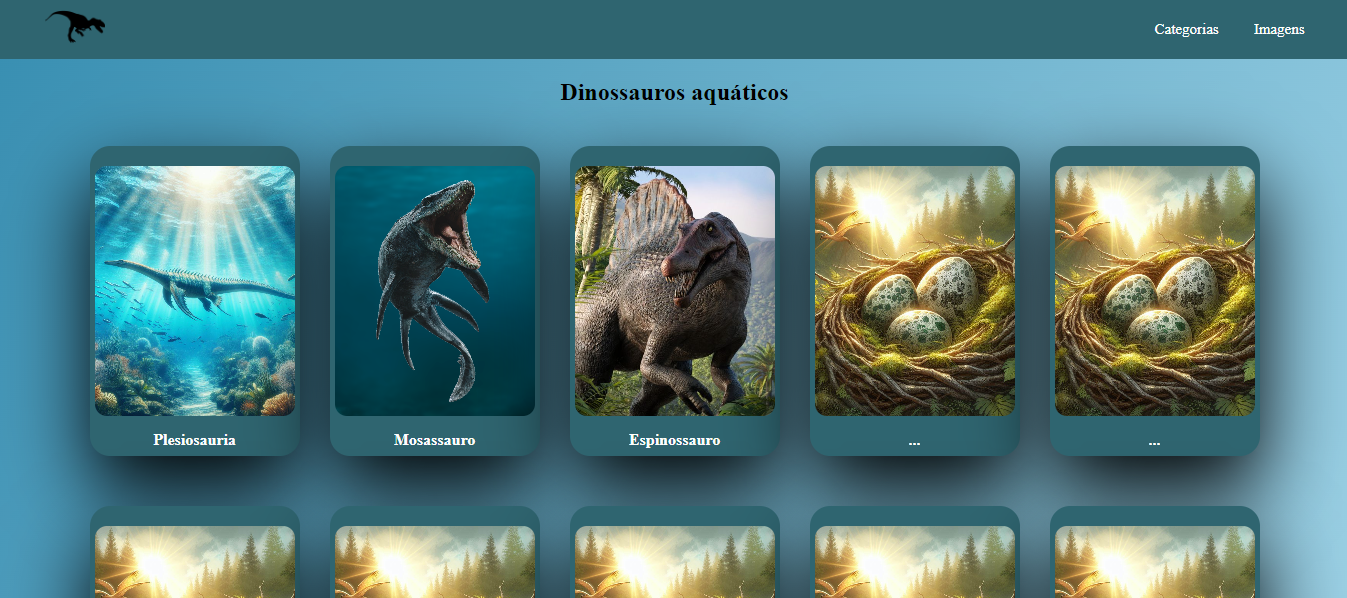 Categorias
Imagens
Dinossauros aquáticos
Plesiosauria
Mosassauro
Espinossauro
...
...